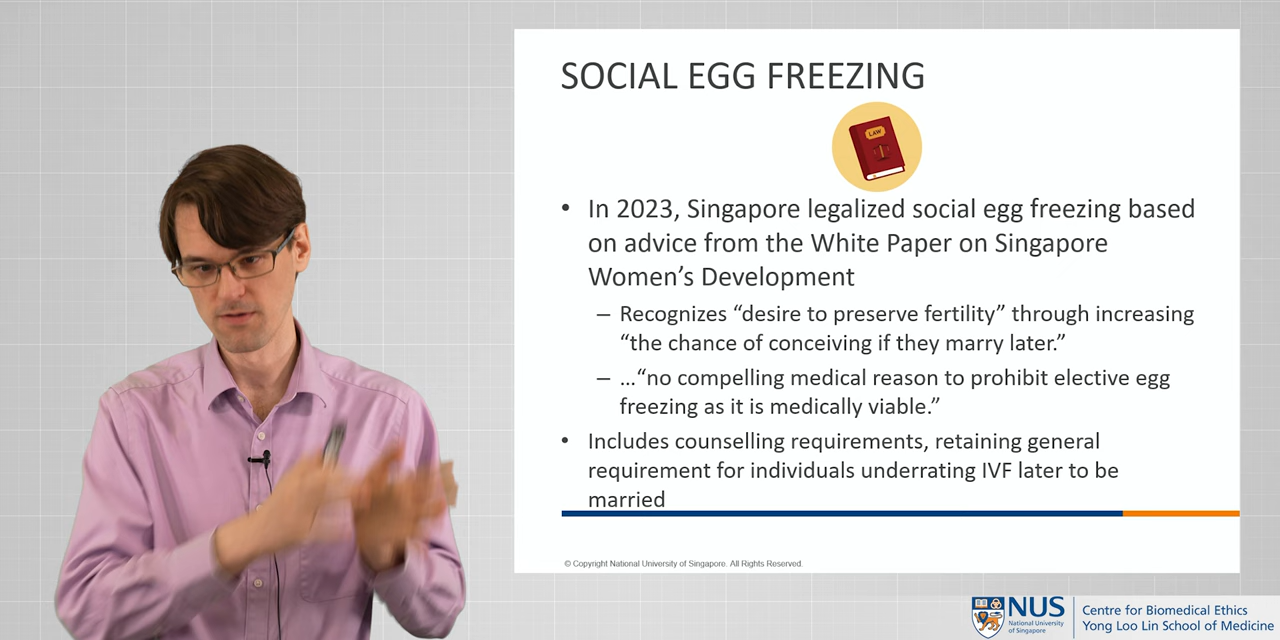 SOCIAL EGG FREEZING
LAW
• In 2023, Singapore legalized social egg freezing based
on advice from the White Paper on Singapore
Women’s Development
– Recognizes “desire to preserve fertility” through increasing
“the chance of conceiving if they marry later.”
– …“no compelling medical reason to prohibit elective egg
freezing as it is medically viable.”
• Includes counselling requirements, retaining general
requirement for individuals underrating IVF later to be
married
© Copyright National University of Singapore. All Rights Reserved.
NUS
National University
of Singapore
Centre for Biomedical Ethics
Yong Loo Lin School of Medicine